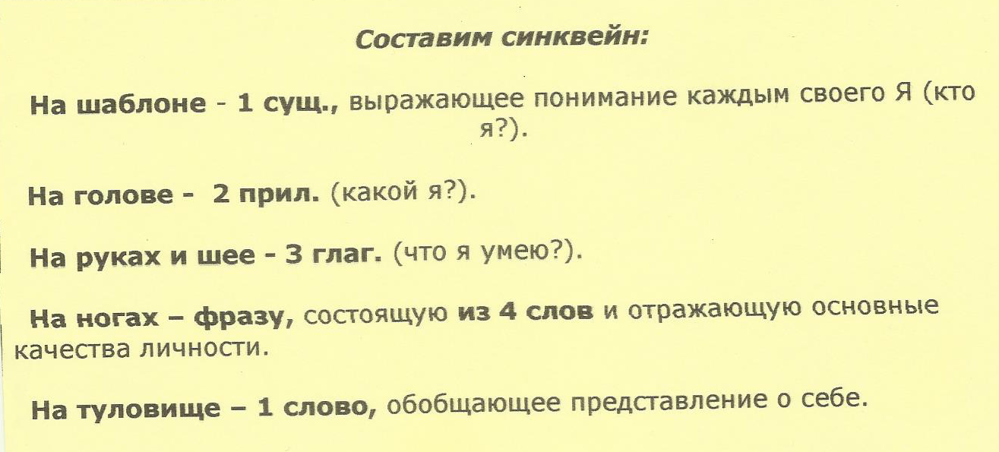 Составим синквейн:
На шаблоне - 1 сущ., выражающее понимание каждым своего Я (кто
я?).
На голове - 2 прил. (какой я?).
На руках и шее - 3 глаг. (что я умею?).
На ногах – фразу, состоящую из 4 слов и отражающую основные
качества личности.
На туловище – 1 слово, обобщающее представление о себе.